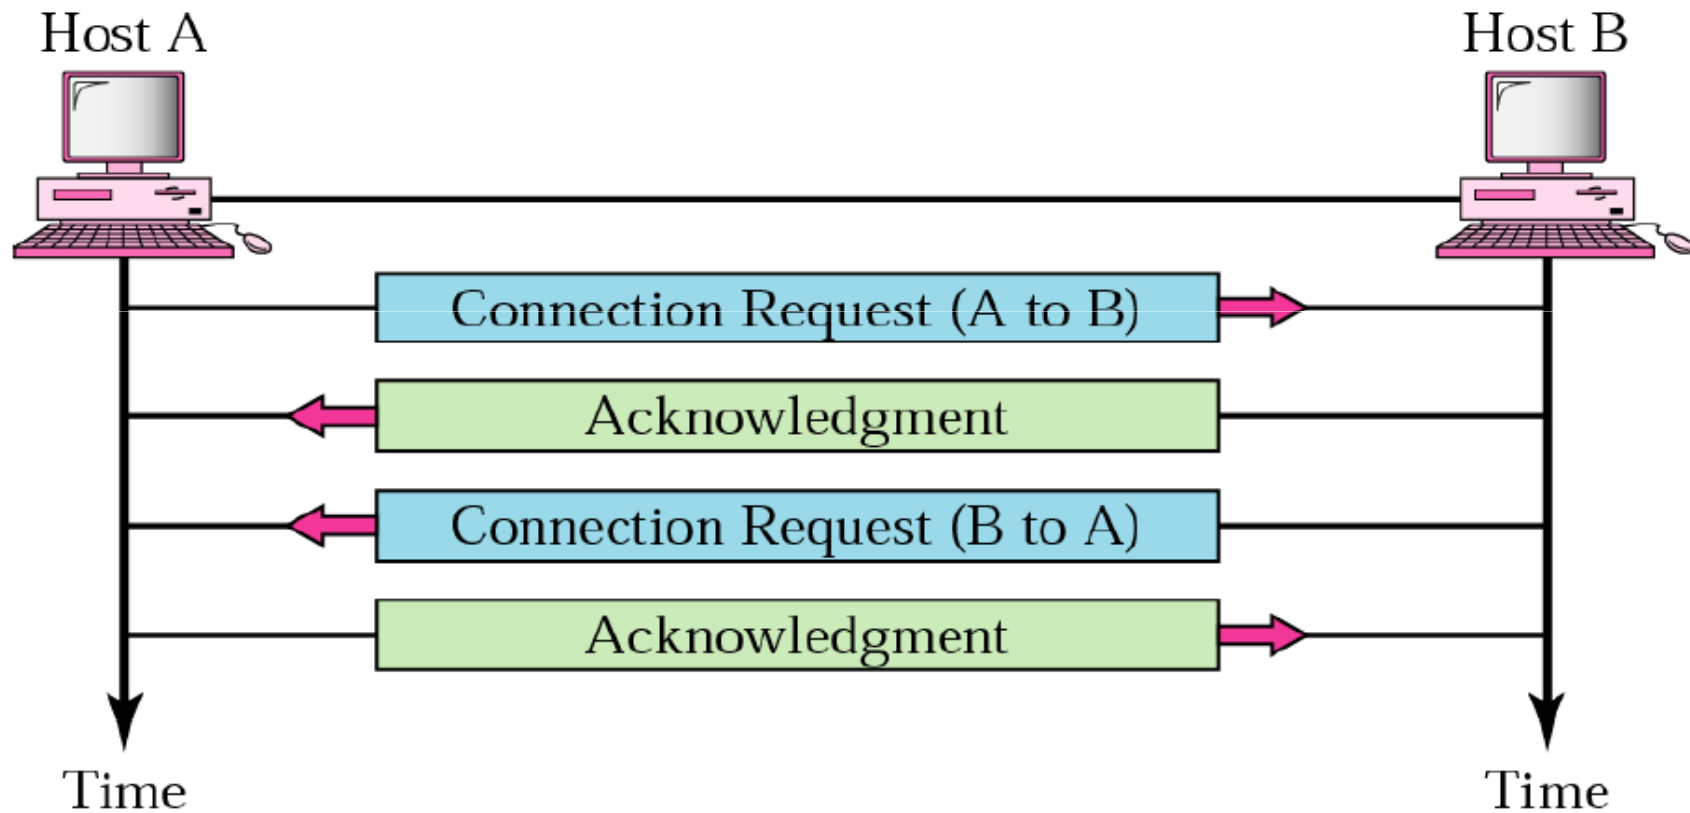 Host A
Host B
Connection Request (A to B)
Acknowledgment
Connection Request (B to A)
Acknowledgment
Time
Time